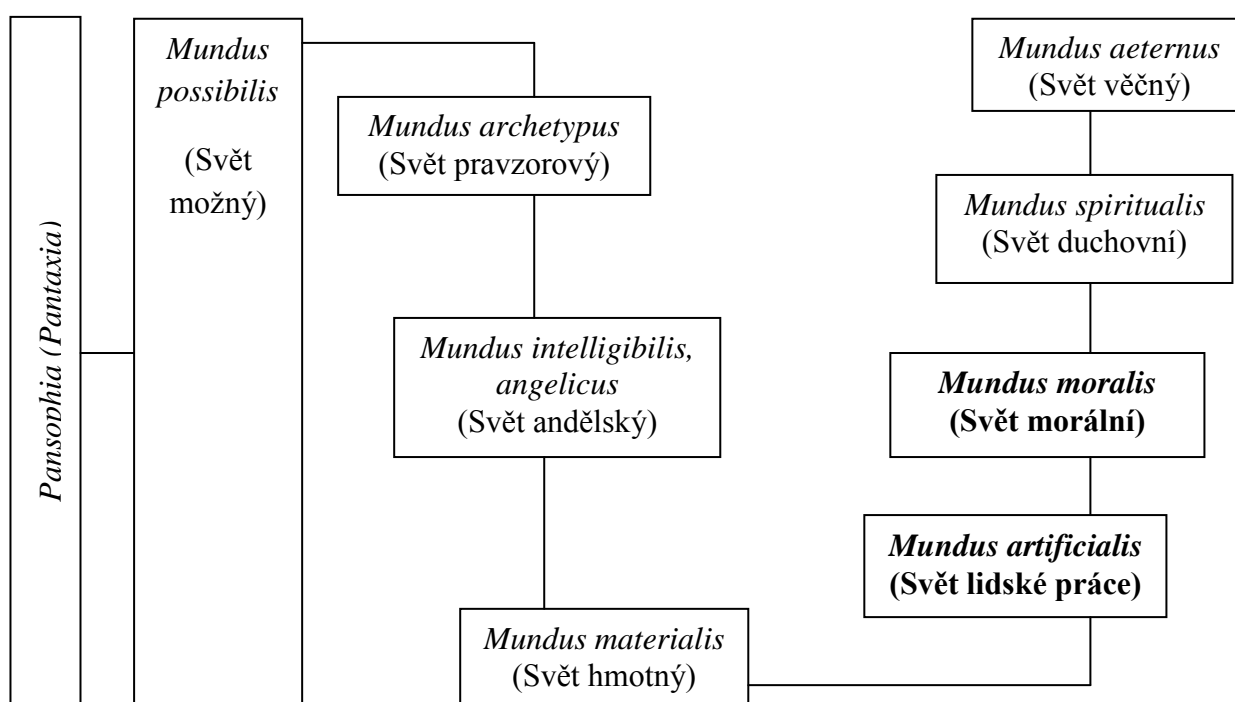 Pansophia (Pantaxia)
Mundus
possibilis
(Svět
možný)
Mundus archetypus
(Svět pravzorový)
Mundus intelligibilis,
angelicus
(Svět andělský)
Mundus materialis
(Svět hmotný)
Mundus artificialis
(Svět lidské práce)
Mundus moralis
(Svět morální)
Mundus spiritualis
(Svět duchovní)
Mundus aeternus
(Svět věčný)